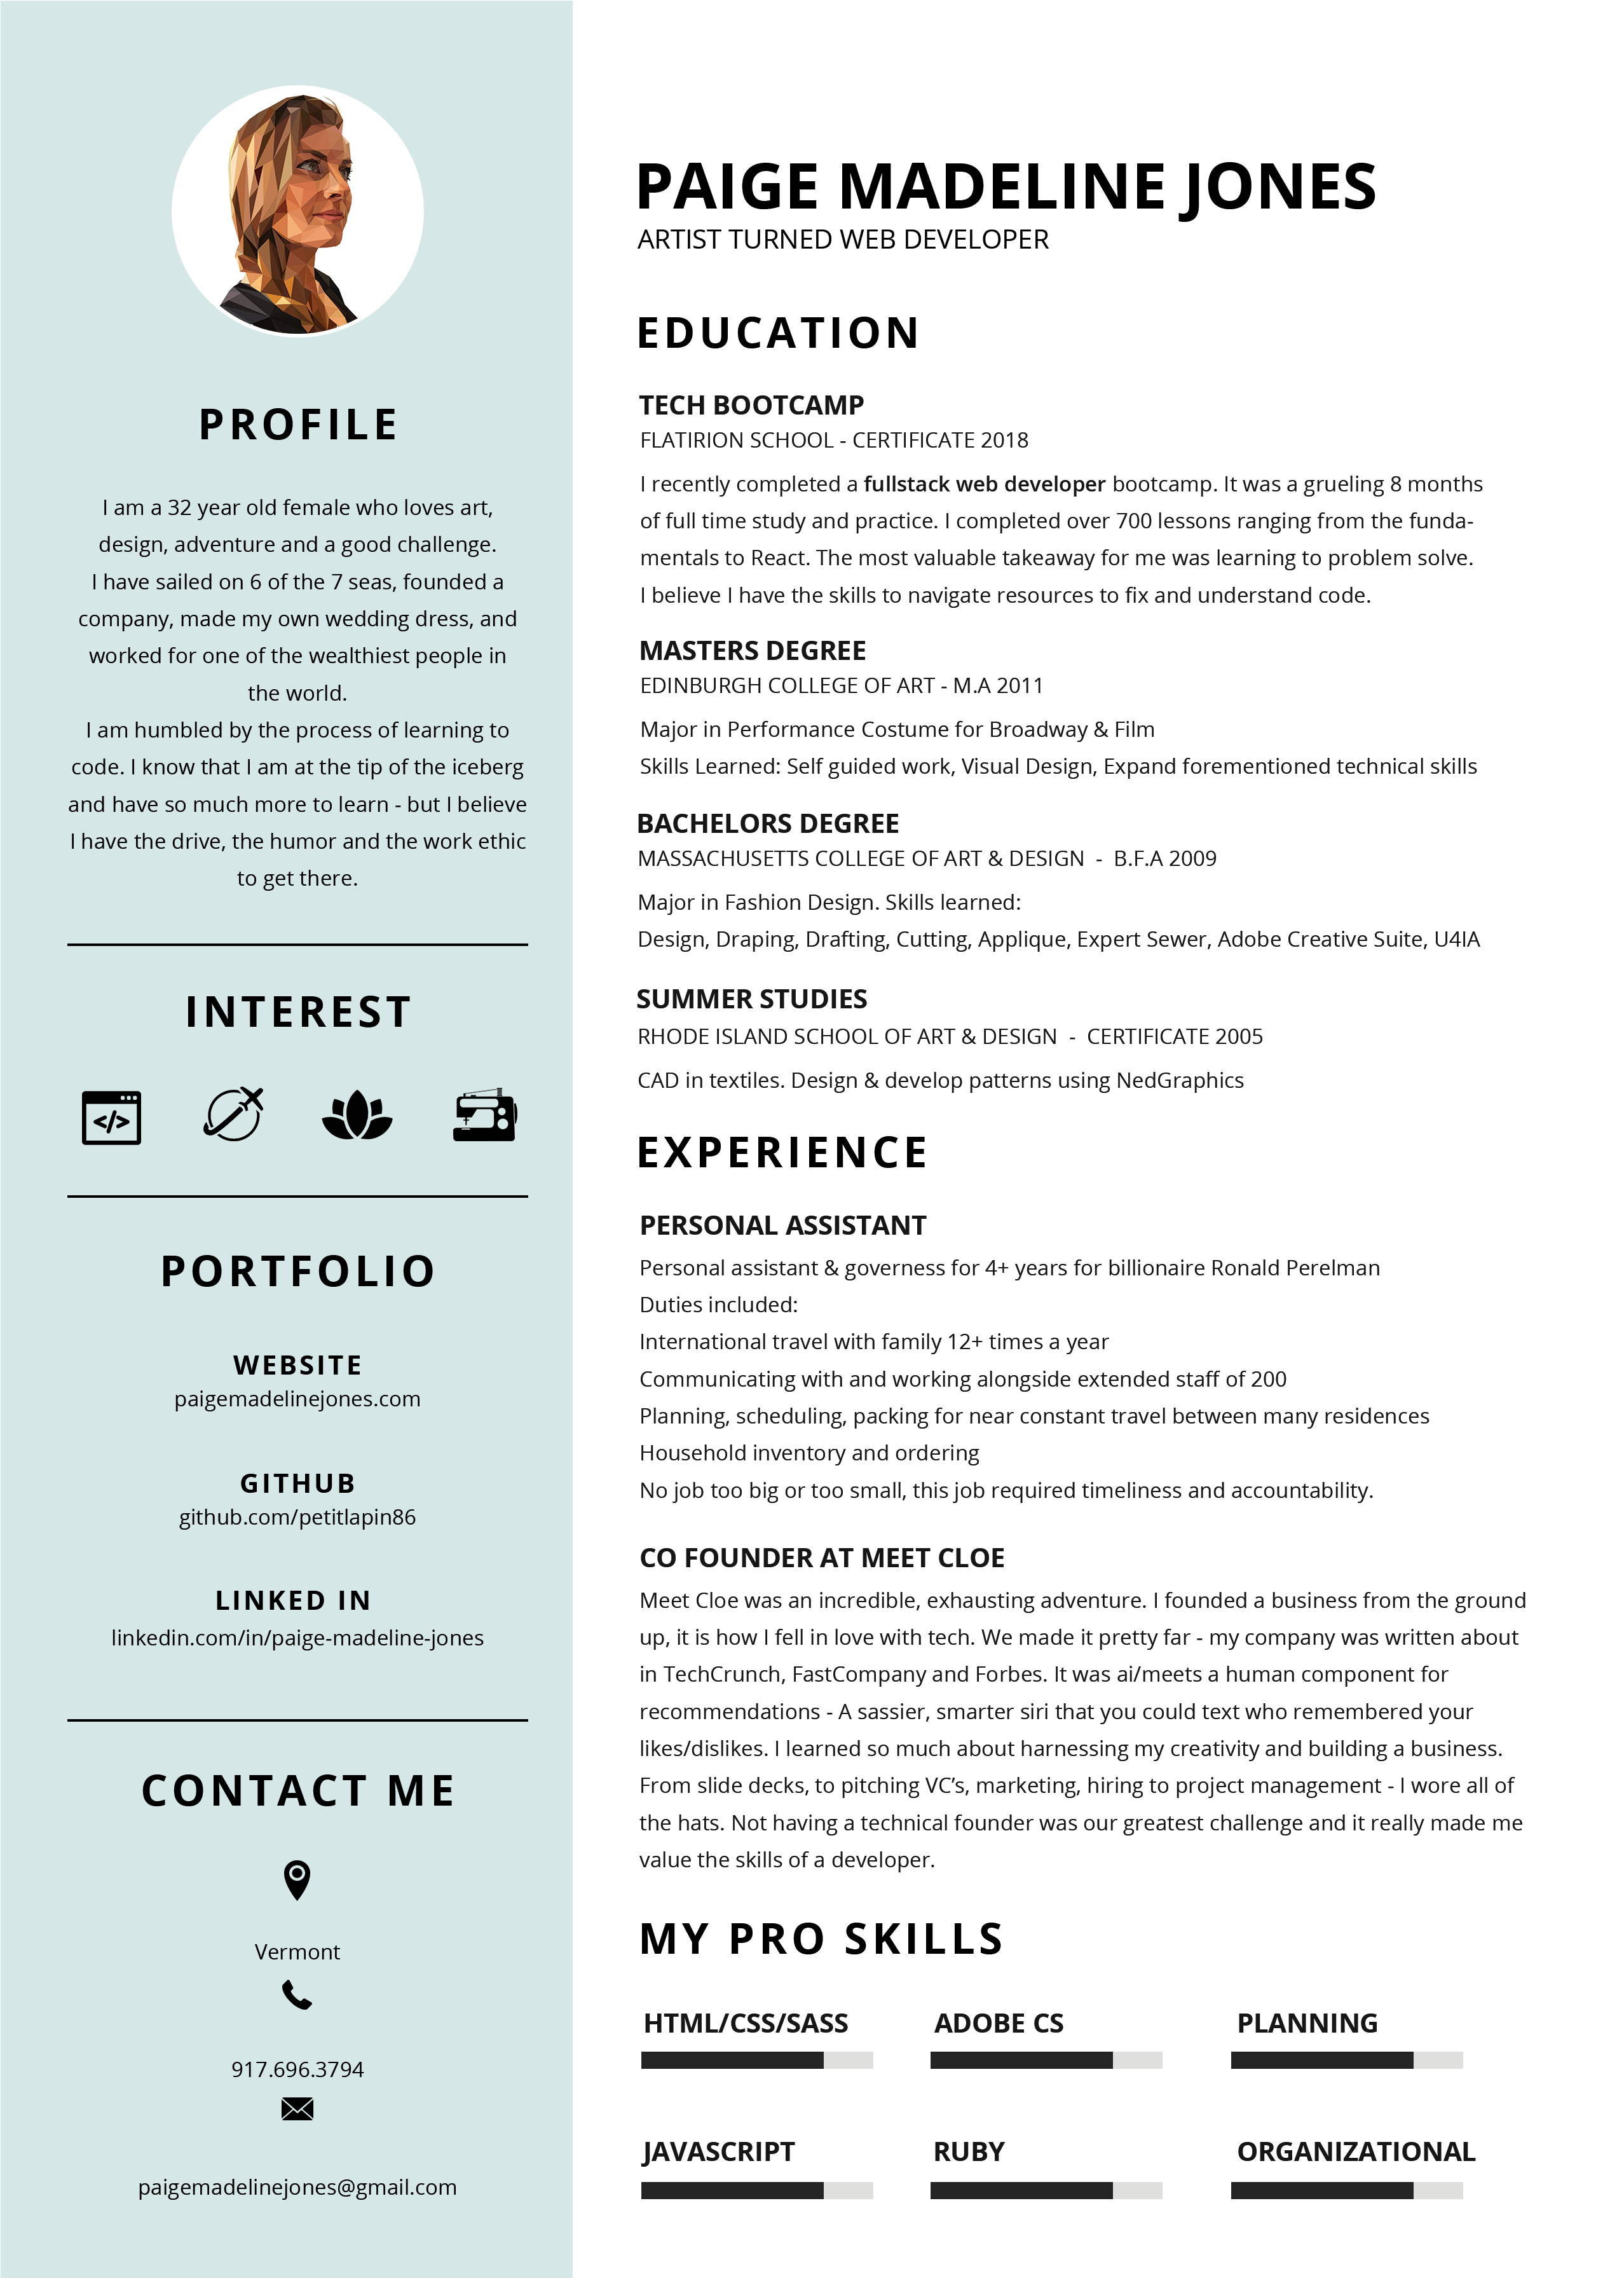 PROFILE
I am a 32 year old female who loves art,
design, adventure and a good challenge.
I have sailed on 6 of the 7 seas, founded a
company, made my own wedding dress, and
worked for one of the wealthiest people in
the world.
I am humbled by the process of learning to
code. I know that I am at the tip of the iceberg
and have so much more to learn - but I believe
I have the drive, the humor and the work ethic
to get there.
INTEREST
</>
PORTFOLIO
WEBSITE
paigemadelinejones.com
GITHUB
github.com/petitlapin86
LINKED IN
linkedin.com/in/paige-madeline-jones
CONTACT ME
Vermont
917.696.3794
paigemadelinejones@gmail.com
PAIGE MADELINE JONES
ARTIST TURNED WEB DEVELOPER
EDUCATION
TECH BOOTCAMP
FLATIRION SCHOOL - CERTIFICATE 2018
I recently completed a fullstack web developer bootcamp. It was a grueling 8 months
of full time study and practice. I completed over 700 lessons ranging from the funda-
mentals to React. The most valuable takeaway for me was learning to problem solve.
I believe I have the skills to navigate resources to fix and understand code.
MASTERS DEGREE
EDINBURGH COLLEGE OF ART - M.A 2011
Major in Performance Costume for Broadway & Film
Skills Learned: Self guided work, Visual Design, Expand forementioned technical skills
BACHELORS DEGREE
MASSACHUSETTS COLLEGE OF ART & DESIGN - B.F.A 2009
Major in Fashion Design. Skills learned:
Design, Draping, Drafting, Cutting, Applique, Expert Sewer, Adobe Creative Suite, U4IA
SUMMER STUDIES
RHODE ISLAND SCHOOL OF ART & DESIGN - CERTIFICATE 2005
CAD in textiles. Design & develop patterns using NedGraphics
EXPERIENCE
PERSONAL ASSISTANT
Personal assistant & governess for 4+ years for billionaire Ronald Perelman
Duties included:
International travel with family 12+ times a year
Communicating with and working alongside extended staff of 200
Planning, scheduling, packing for near constant travel between many residences
Household inventory and ordering
No job too big or too small, this job required timeliness and accountability.
CO FOUNDER AT MEET CLOE
Meet Cloe was an incredible, exhausting adventure. I founded a business from the ground
up, it is how I fell in love with tech. We made it pretty far - my company was written about
in TechCrunch, FastCompany and Forbes. It was ai/meets a human component for
recommendations - A sassier, smarter siri that you could text who remembered your
likes/dislikes. I learned so much about harnessing my creativity and building a business.
From slide decks, to pitching VC’s, marketing, hiring to project management - I wore all of
the hats. Not having a technical founder was our greatest challenge and it really made me
value the skills of a developer.
MY PRO SKILLS
HTML/CSS/SASS ADOBE CS PLANNING
JAVASCRIPT RUBY ORGANIZATIONAL